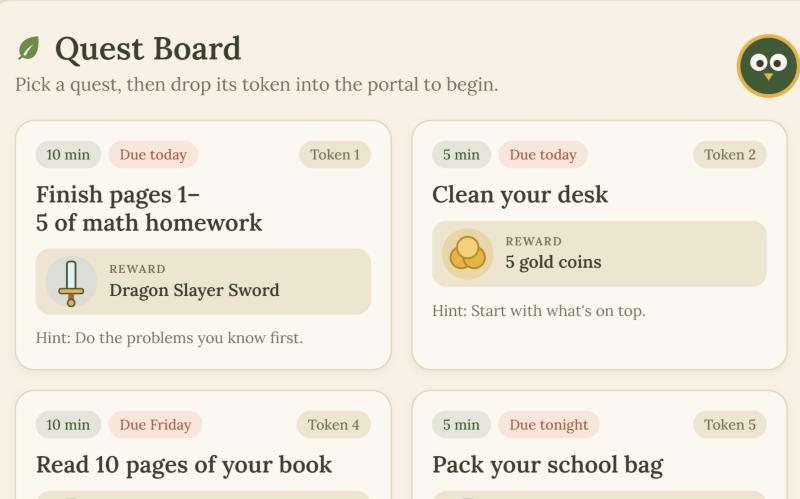 Quest Board
Pick a quest, then drop its token into the portal to begin.
10 min
Due today
Token 1
Finish pages 1–
5 of math homework
REWARD
Dragon Slayer Sword
Hint: Do the problems you know first.
5 min
Due today
Token 2
Clean your desk
REWARD
5 gold coins
Hint: Start with what's on top.
10 min
Due Friday
Token 4
Read 10 pages of your book
5 min
Due tonight
Token 5
Pack your school bag